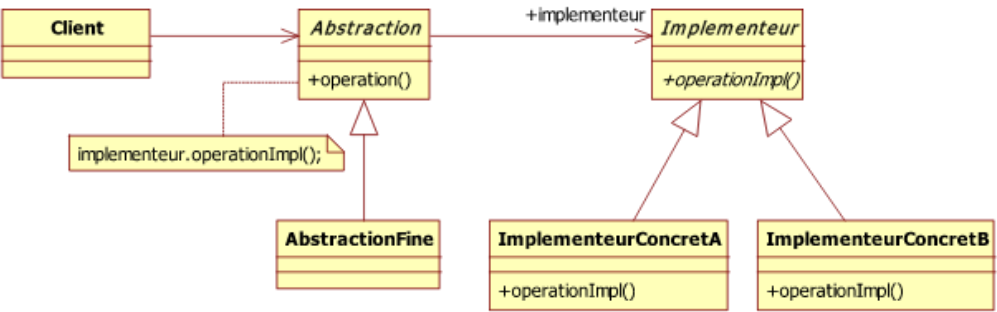 +implementeur
Client
Abstraction
Implementeur
+operation()
+operationImpl()
implementeur.operationImpl();
AbstractionFine
ImplementeurConcretA
ImplementeurConcretB
+operationImpl()
+operationImpl()